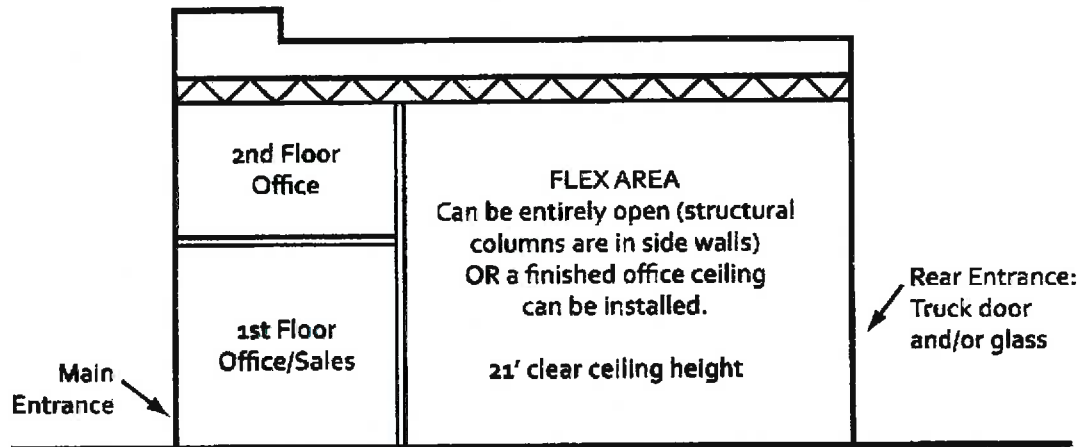 2nd Floor
Office
FLEX AREA
Can be entirely open (structural
columns are in side walls)
OR a finished office ceiling
can be installed.
21' clear ceiling height
1st Floor
Office/Sales
Main
Entrance
Rear Entrance:
Truck door
and/or glass